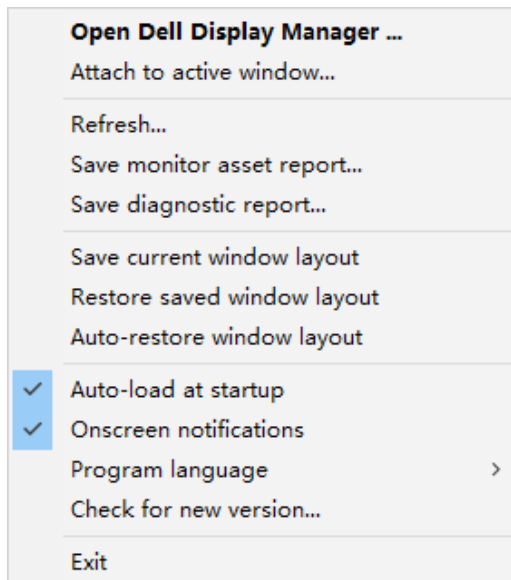 Open Dell Display Manager ...
Attach to active window...
Refresh...
Save monitor asset report...
Save diagnostic report...
Save current window layout
Restore saved window layout
Auto-restore window layout
Auto-load at startup
Onscreen notifications
Program language
Check for new version...
Exit